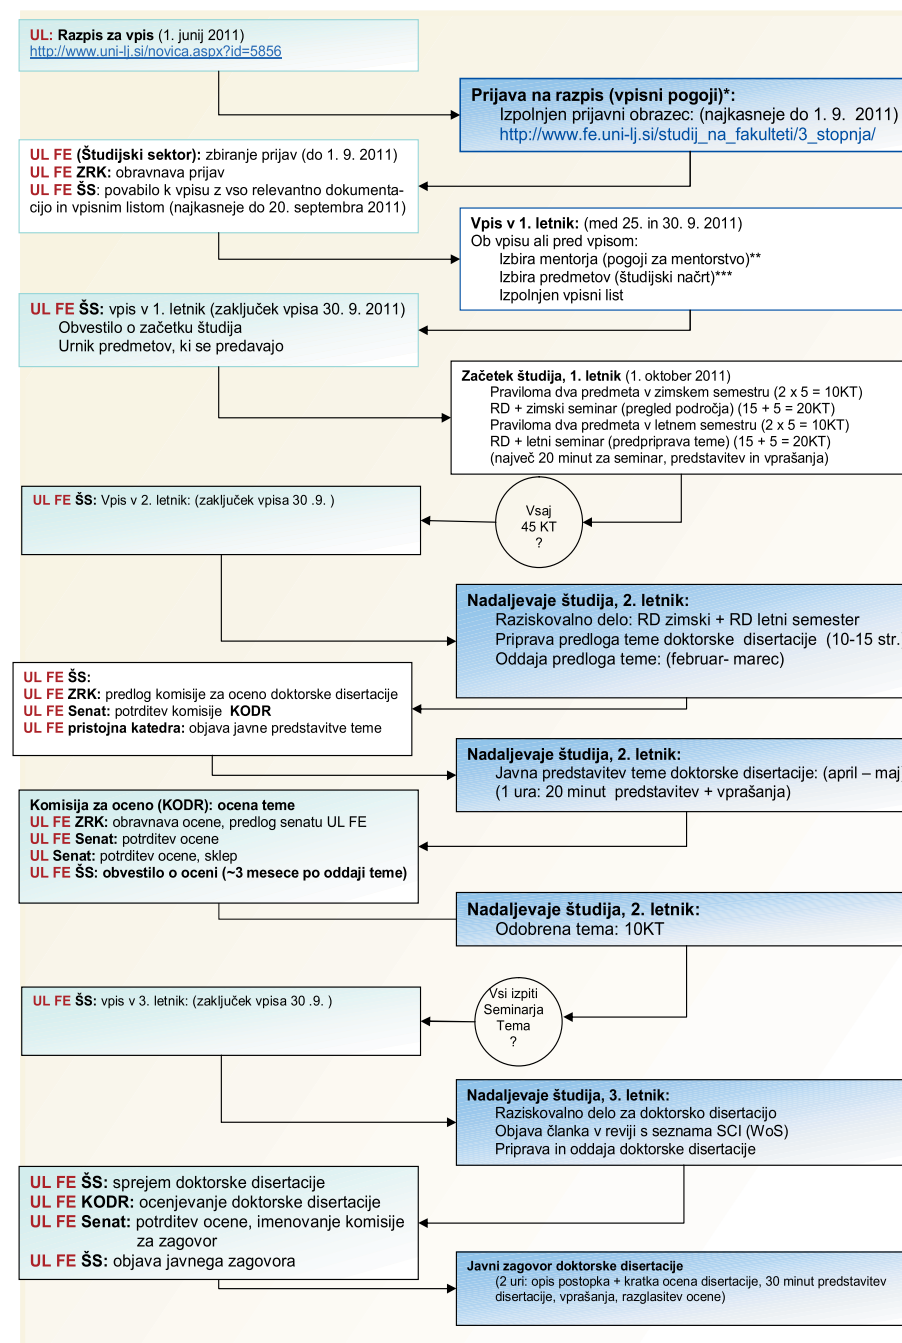 UL: Razpis za vpis (1. junij 2011)
http://www.uni-lj.si/novica.aspx?id=5856
Prijava na razpis (vpisni pogoji)*:
Izpolnjen prijavni obrazec: (najkasneje do 1. 9. 2011)
http://www.fe.uni-lj.si/studij_na_fakulteti/3_stopnja/
UL FE (Študijski sektor): zbiranje prijav (do 1. 9. 2011)
UL FE ZRK: obravnava prijav
UL FE ŠS: povabilo k vpisu z vso relevantno dokumenta-
cijo in vpisnim listom (najkasneje do 20. septembra 2011)
Vpis v 1. letnik: (med 25. in 30. 9. 2011)
Ob vpisu ali pred vpisom:
Izbira mentorja (pogoji za mentorstvo)**
Izbira predmetov (študijski načrt)***
Izpolnjen vpisni list
UL FE ŠS: vpis v 1. letnik (zaključek vpisa 30. 9. 2011)
Obvestilo o začetku študija
Urnik predmetov, ki se predavajo
Začetek študija, 1. letnik (1. oktober 2011)
Praviloma dva predmeta v zimskem semestru (2 x 5 = 10KT)
RD + zimski seminar (pregled področja) (15 + 5 = 20KT)
Praviloma dva predmeta v letnem semestru (2 x 5 = 10KT)
RD + letni seminar (predpriprava teme) (15 + 5 = 20KT)
(največ 20 minut za seminar, predstavitev in vprašanja)
UL FE ŠS: Vpis v 2. letnik: (zaključek vpisa 30 .9. )
Vsaj
45 KT
?
Nadaljevaje študija, 2. letnik:
Raziskovalno delo: RD zimski + RD letni semester
Priprava predloga teme doktorske disertacije (10-15 str.
Oddaja predloga teme: (februar- marec)
UL FE ŠS:
UL FE ZRK: predlog komisije za oceno doktorske disertacije
UL FE Senat: potrditev komisije KODR
UL FE pristojna katedra: objava javne predstavitve teme
Nadaljevaje študija, 2. letnik:
Javna predstavitev teme doktorske disertacije: (april – maj)
(1 ura: 20 minut predstavitev + vprašanja)
Komisija za oceno (KODR): ocena teme
UL FE ZRK: obravnava ocene, predlog senatu UL FE
UL FE Senat: potrditev ocene
UL Senat: potrditev ocene, sklep
UL FE ŠS: obvestilo o oceni (~3 mesece po oddaji teme)
Nadaljevaje študija, 2. letnik:
Odobrena tema: 10KT
UL FE ŠS: vpis v 3. letnik: (zaključek vpisa 30 .9. )
Vsi izpiti
Seminarja
Tema
?
Nadaljevaje študija, 3. letnik:
Raziskovalno delo za doktorsko disertacijo
Objava članka v reviji s seznama SCI (WoS)
Priprava in oddaja doktorske disertacije
UL FE ŠS: sprejem doktorske disertacije
UL FE KODR: ocenjevanje doktorske disertacije
UL FE Senat: potrditev ocene, imenovanje komisije
za zagovor
UL FE ŠS: objava javnega zagovora
Javni zagovor doktorske disertacije
(2 uri: opis postopka + kratka ocena disertacije, 30 minut predstavitev
disertacije, vprašanja, razglasitev ocene)